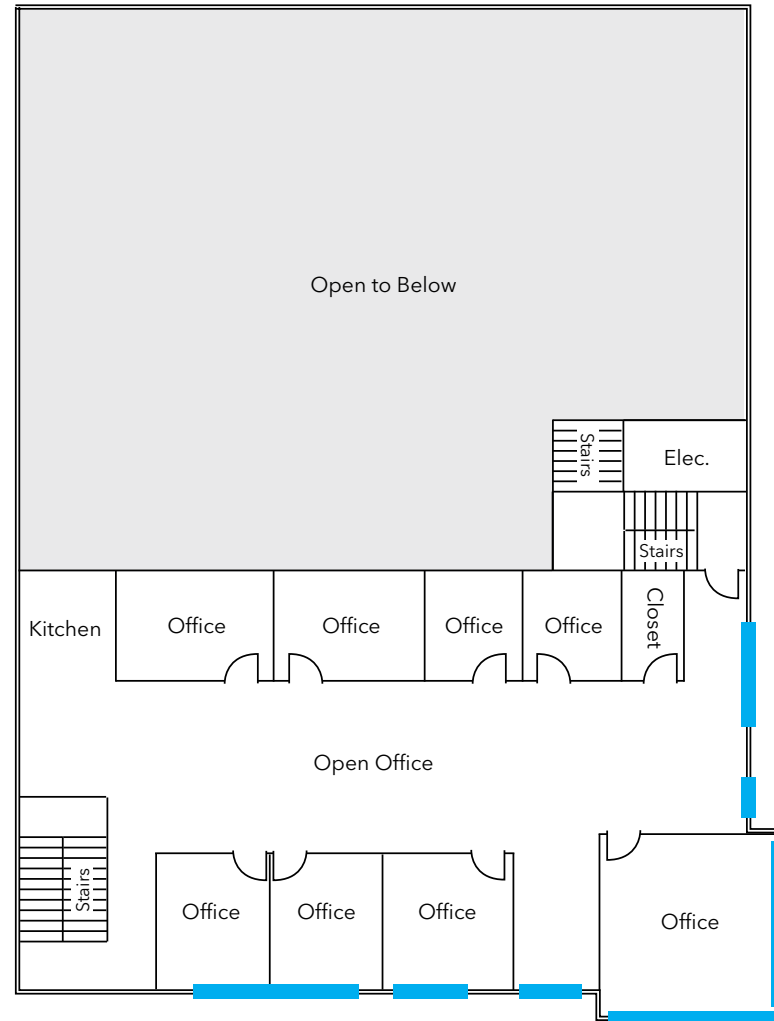 Open to Below
Stairs
Elec.
Stairs
Kitchen
Office
Office
Office
Office
Closet
Open Office
Stairs
Office
Office
Office
Office